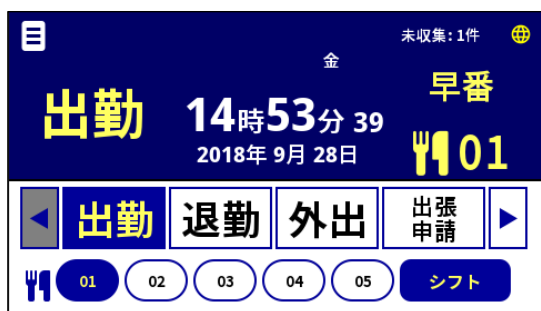 未収集:1件
金
出勤
14時53分 39
2018年 9月 28日
早番
01
出勤
退勤
外出
出張
申請
01
02
03
04
05
シフト